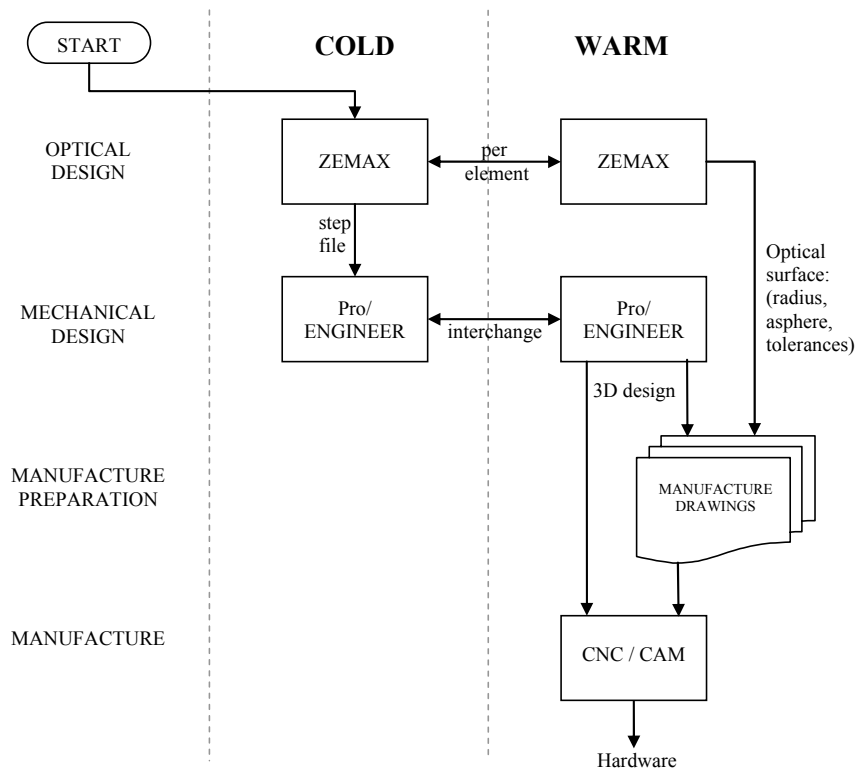 START
COLD
WARM
OPTICAL
DESIGN
ZEMAX
per
element
ZEMAX
step
file
Optical
surface:
(radius,
asphere,
tolerances)
MECHANICAL
DESIGN
Pro/
ENGINEER
interchange
Pro/
ENGINEER
3D design
MANUFACTURE
PREPARATION
MANUFACTURE
DRAWINGS
MANUFACTURE
CNC / CAM
Hardware